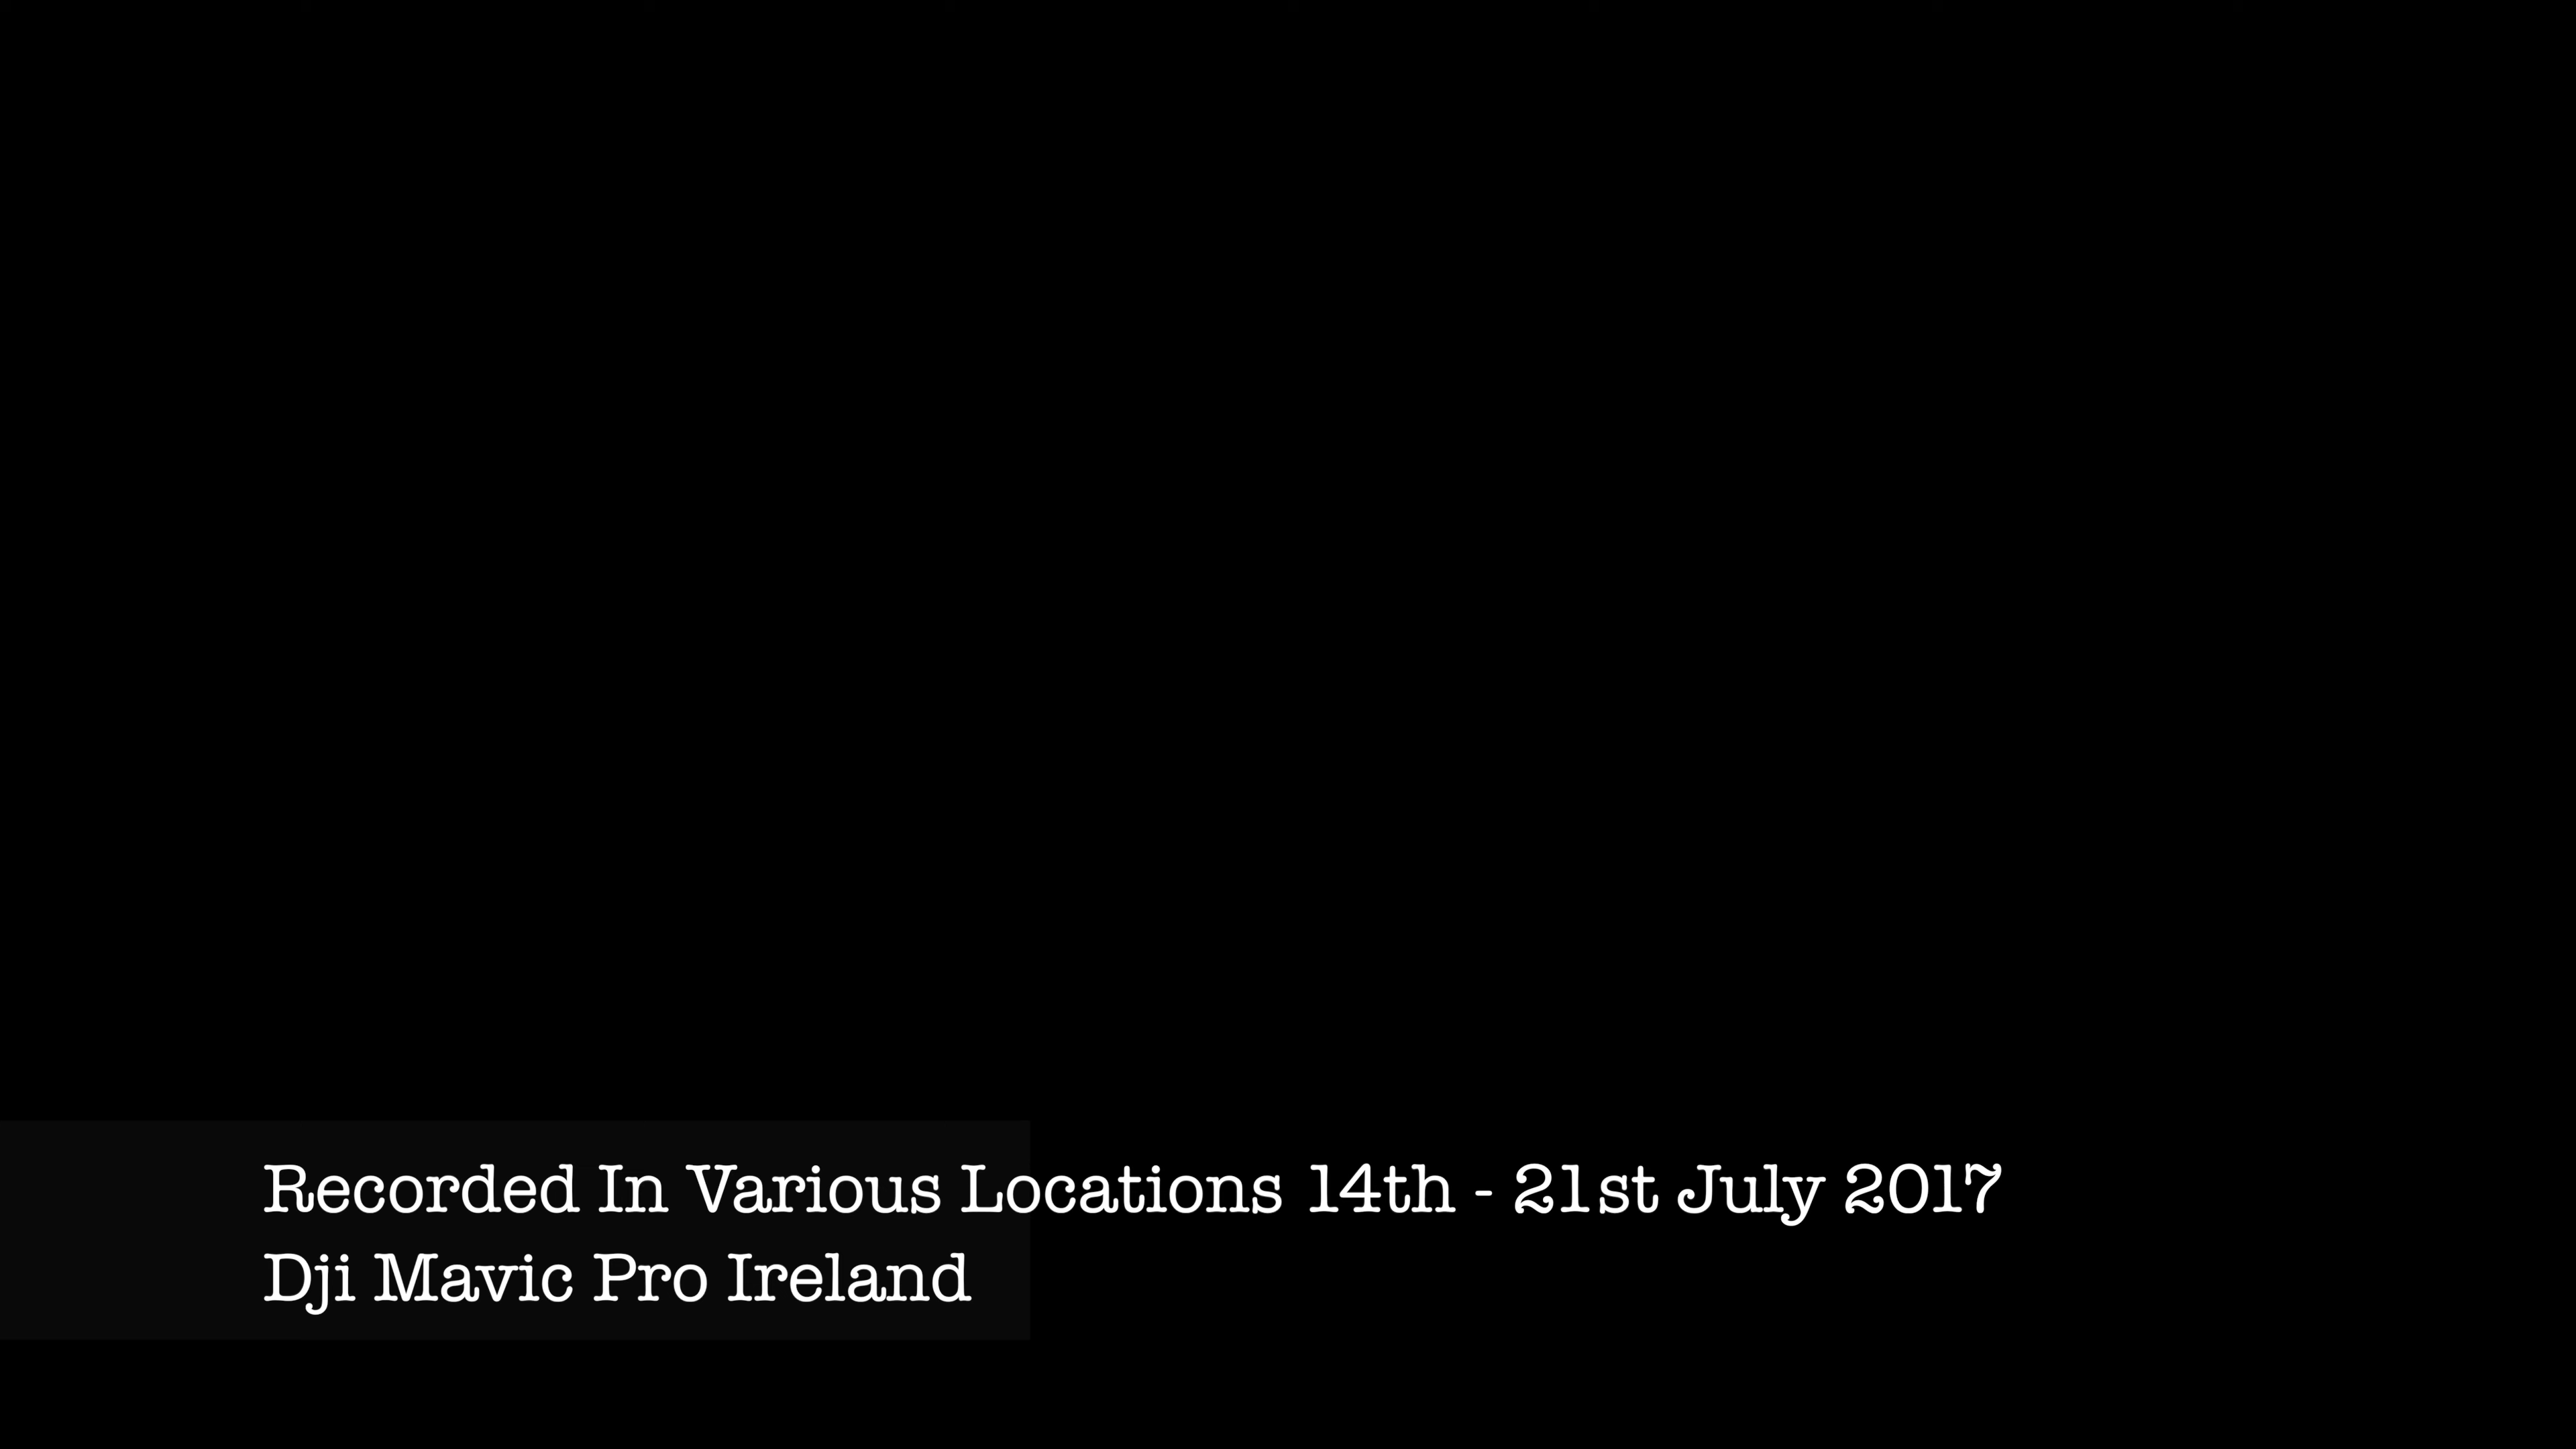 Recorded In Various Locations 14th - 21st July 2017
Dji Mavic Pro Ireland